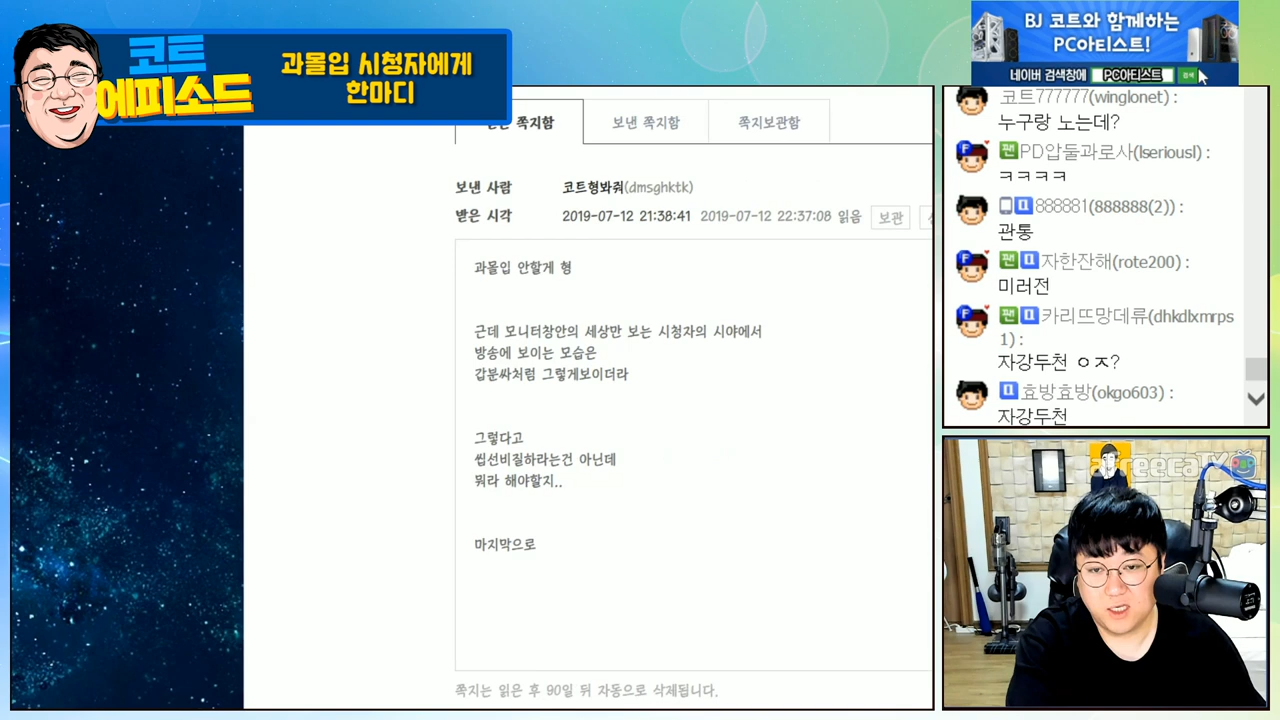 코트
에피소드
과몰입 시청자에게
한마디
BJ 코트와 함께하는
PC아티스트!
네이버 검색창에 PC아티스트 검색
쪽지함
보낸 쪽지함
쪽지보관함
보낸 사람 코트형봐줘(dmsghktk)
받은 시각 2019-07-12 21:38:41 2019-07-12 22:37:08 읽음 보관
과몰입 안할게 형
근데 모니터창안의 세상만 보는 시청자의 시야에서
방송에 보이는 모습은
갑분싸처럼 그렇게보이더라
그렇다고
씹선비질하라는건 아닌데
뭐라 해야할지..
마지막으로
쪽지는 읽은 후 90일 뒤 자동으로 삭제됩니다.
코트777777(winglonet) :
누구랑 노는데?
팬 PD압둘과로사(lseriousl) :
ㅋㅋㅋㅋ
888881(888888(2)) :
관통
팬 자한잔해(rote200) :
미러전
팬 카리뜨망데류(dhkdlxmrps
1) :
자강두천 ㅇㅈ?
효방효방(okgo603) :
자강두천
afreecaTV